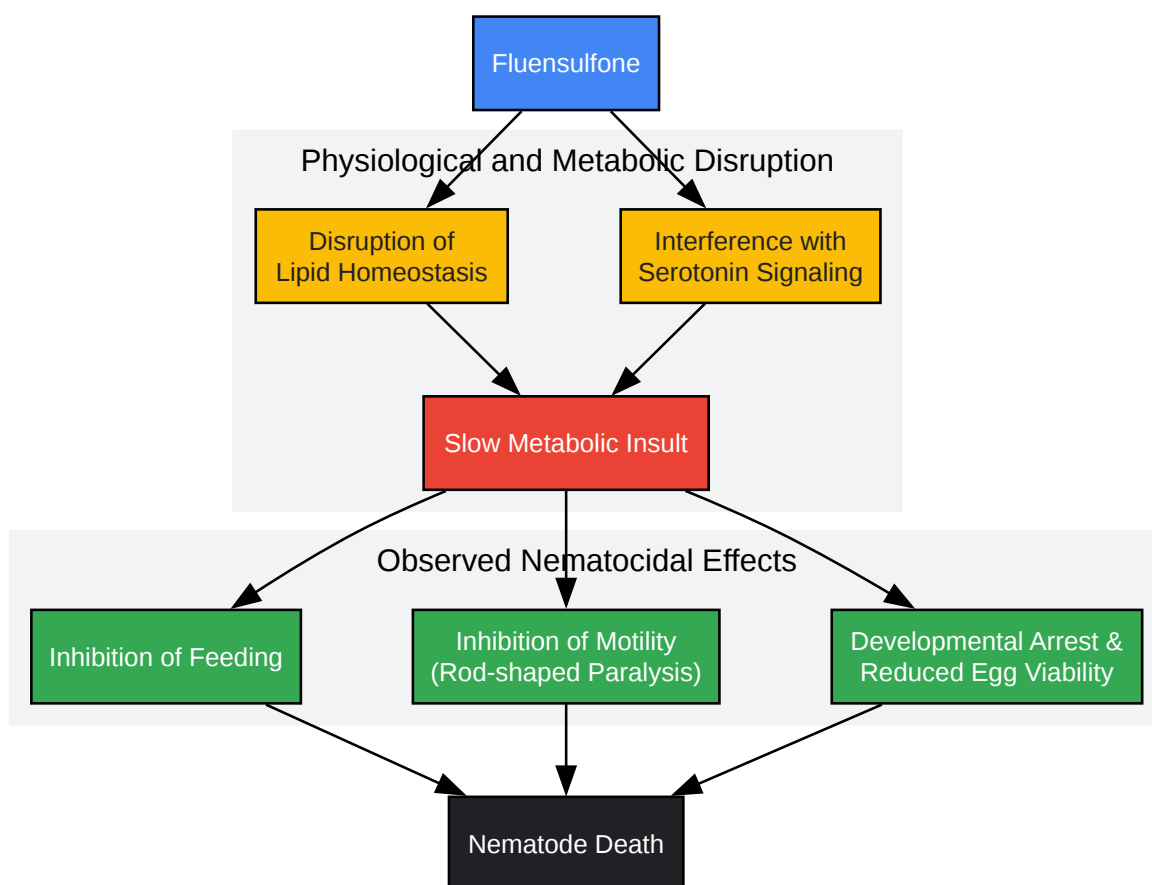 Fluensulfone
Physiological and Metabolic Disruption
Disruption of
Lipid Homeostasis
Interference with
Serotonin Signaling
Slow Metabolic Insult
Observed Nematocidal Effects
Inhibition of Feeding
Inhibition of Motility
(Rod-shaped Paralysis)
Developmental Arrest &
Reduced Egg Viability
Nematode Death